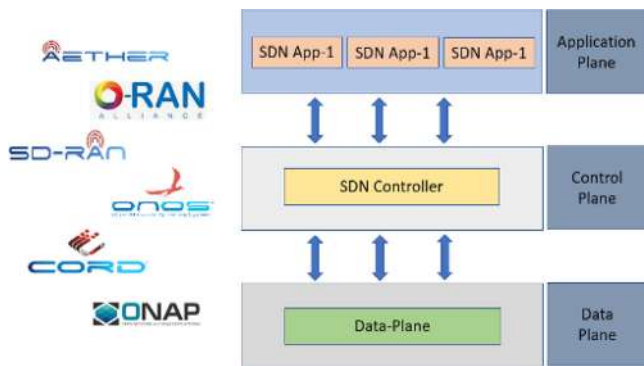 AETHER
O-RAN
ALLIANCE
SD-RAN
onos
CORD
ONAP
SDN App-1 SDN App-1 SDN App-1
Application
Plane
SDN Controller
Control
Plane
Data-Plane
Data
Plane